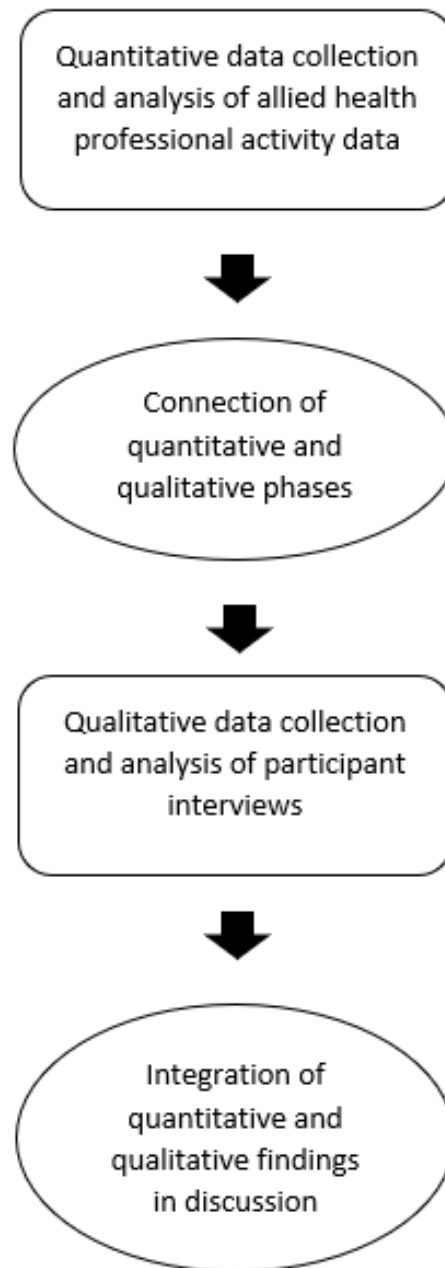 Quantitative data collection
and analysis of allied health
professional activity data
Connection of
quantitative and
qualitative phases
Qualitative data collection
and analysis of participant
interviews
Integration of
quantitative and
qualitative findings
in discussion